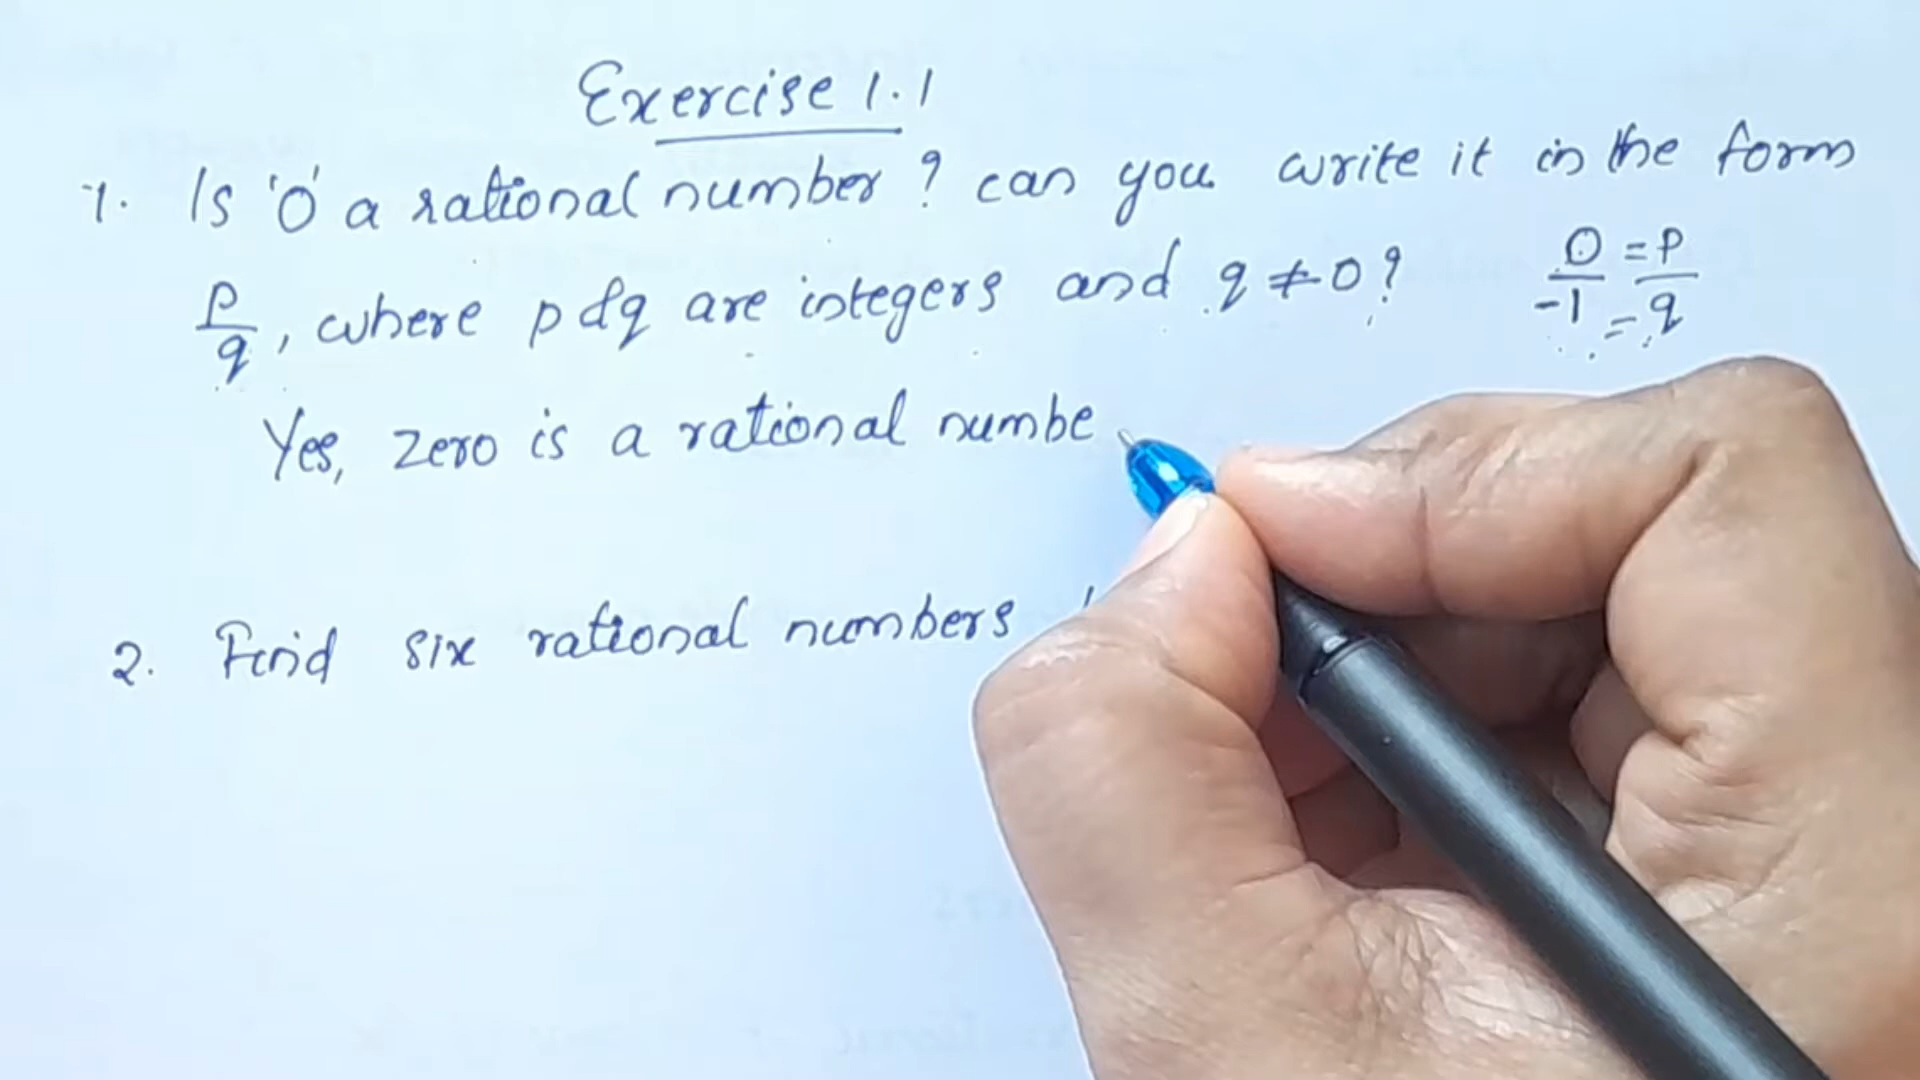 Exercise 1.1
1. Is '0' a rational number? can you write it in the form
p/q, where p & q are integers and q ≠ 0?
0/-1 = p/q
=
Yes, zero is a rational numbe
2. Find six rational numbers